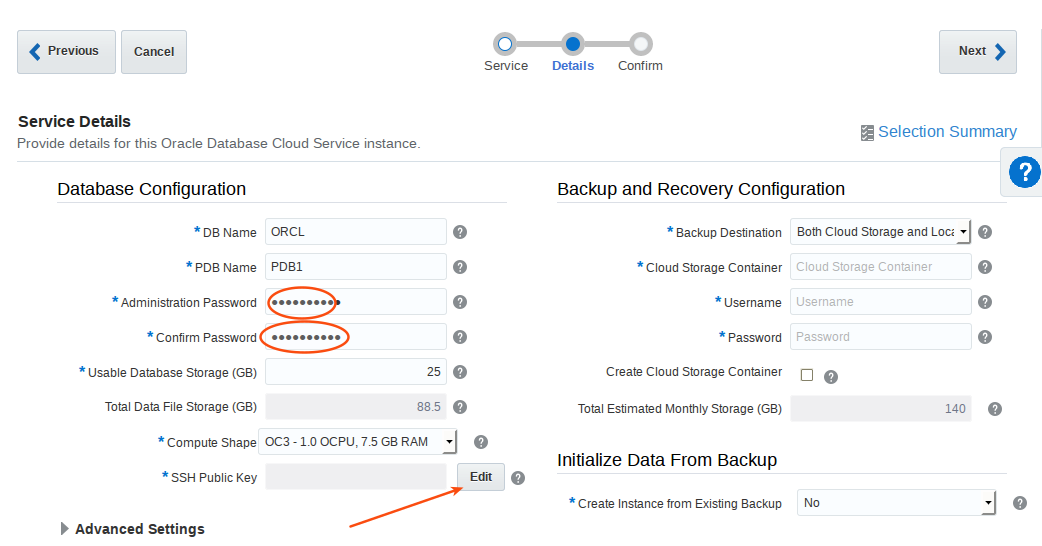 Previous
Cancel
Service
Details
Confirm
Next
Service Details
Provide details for this Oracle Database Cloud Service instance.
Selection Summary
?
Database Configuration
* DB Name ORCL ?
* PDB Name PDB1 ?
* Administration Password •••••••••• ?
* Confirm Password •••••••••• ?
* Usable Database Storage (GB) 25 ?
Total Data File Storage (GB) 88.5 ?
* Compute Shape OC3 - 1.0 OCPU, 7.5 GB RAM ?
* SSH Public Key Edit ?
Advanced Settings
Backup and Recovery Configuration
* Backup Destination Both Cloud Storage and Loca ?
* Cloud Storage Container Cloud Storage Container ?
* Username Username ?
* Password Password ?
Create Cloud Storage Container ?
Total Estimated Monthly Storage (GB) 140 ?
Initialize Data From Backup
* Create Instance from Existing Backup No ?